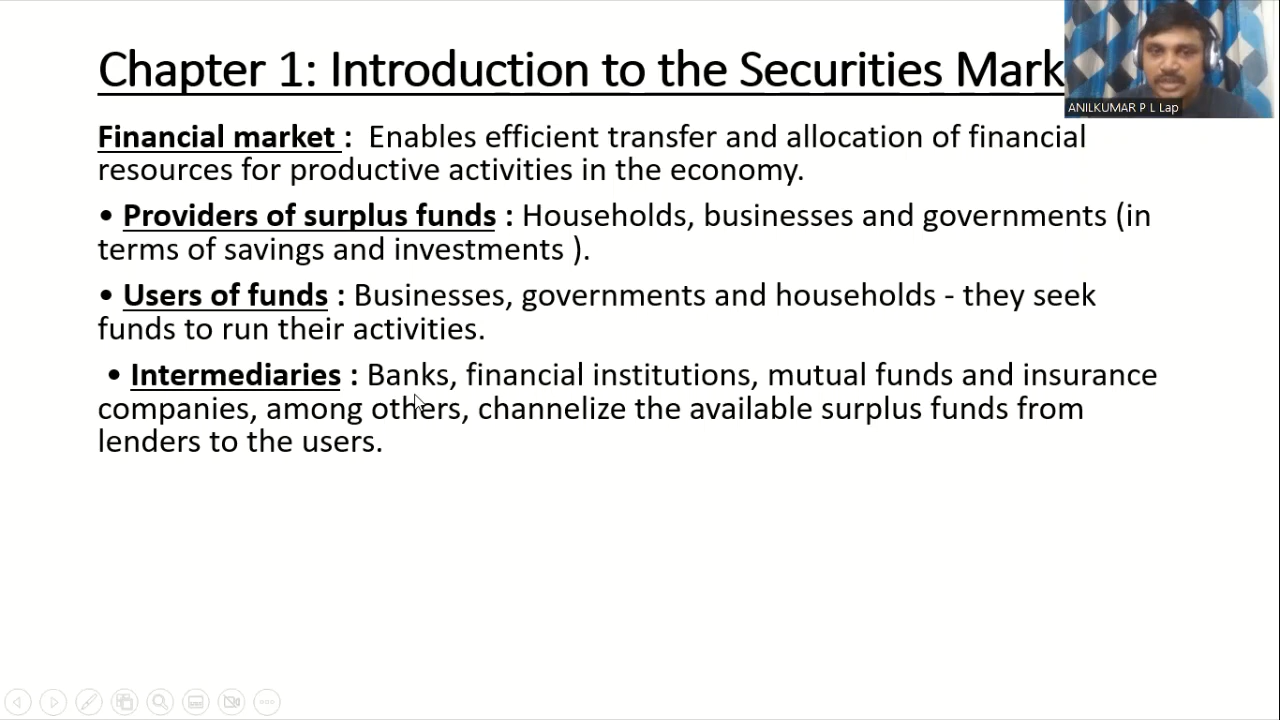 Chapter 1: Introduction to the Securities Mark
ANILKUMAR P L Lap
Financial market :  Enables efficient transfer and allocation of financial
resources for productive activities in the economy.
• Providers of surplus funds : Households, businesses and governments (in
terms of savings and investments ).
• Users of funds : Businesses, governments and households - they seek
funds to run their activities.
• Intermediaries : Banks, financial institutions, mutual funds and insurance
companies, among others, channelize the available surplus funds from
lenders to the users.